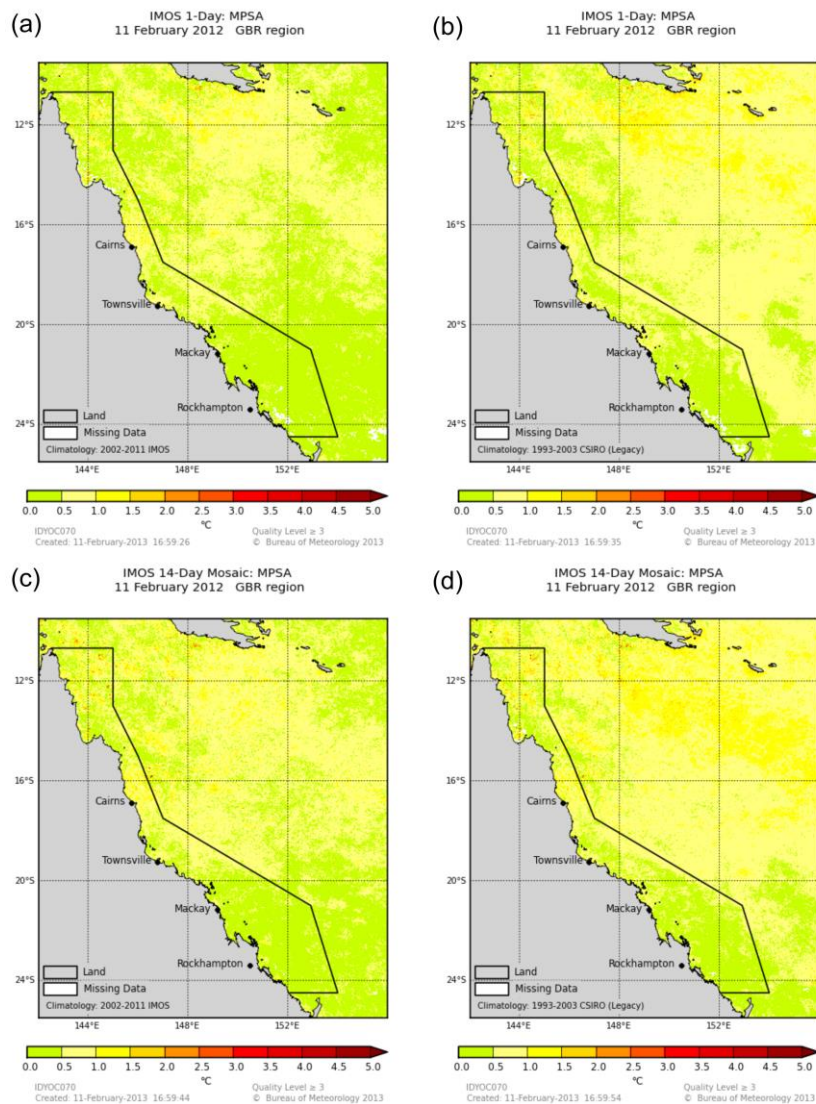 (a)
IMOS 1-Day: MPSA
11 February 2012   GBR region
12°S
16°S
Cairns
Townsville
20°S
Mackay
Rockhampton
24°S
Land
Missing Data
Climatology: 2002-2011 IMOS
144°E
148°E
152°E
0.0 0.5 1.0 1.5 2.0 2.5 3.0 3.5 4.0 4.5 5.0
°C
IDYOC070
Quality Level ≥ 3
Created: 11-February-2013 16:59:26
© Bureau of Meteorology 2013
(b)
IMOS 1-Day: MPSA
11 February 2012   GBR region
12°S
16°S
Cairns
Townsville
20°S
Mackay
Rockhampton
24°S
Land
Missing Data
Climatology: 1993-2003 CSIRO (Legacy)
144°E
148°E
152°E
0.0 0.5 1.0 1.5 2.0 2.5 3.0 3.5 4.0 4.5 5.0
°C
IDYOC070
Quality Level ≥ 3
Created: 11-February-2013 16:59:35
© Bureau of Meteorology 2013
(c)
IMOS 14-Day Mosaic: MPSA
11 February 2012   GBR region
12°S
16°S
Cairns
Townsville
20°S
Mackay
Rockhampton
24°S
Land
Missing Data
Climatology: 2002-2011 IMOS
144°E
148°E
152°E
0.0 0.5 1.0 1.5 2.0 2.5 3.0 3.5 4.0 4.5 5.0
°C
IDYOC070
Quality Level ≥ 3
Created: 11-February-2013 16:59:44
© Bureau of Meteorology 2013
(d)
IMOS 14-Day Mosaic: MPSA
11 February 2012   GBR region
12°S
16°S
Cairns
Townsville
20°S
Mackay
Rockhampton
24°S
Land
Missing Data
Climatology: 1993-2003 CSIRO (Legacy)
144°E
148°E
152°E
0.0 0.5 1.0 1.5 2.0 2.5 3.0 3.5 4.0 4.5 5.0
°C
IDYOC070
Quality Level ≥ 3
Created: 11-February-2013 16:59:54
© Bureau of Meteorology 2013